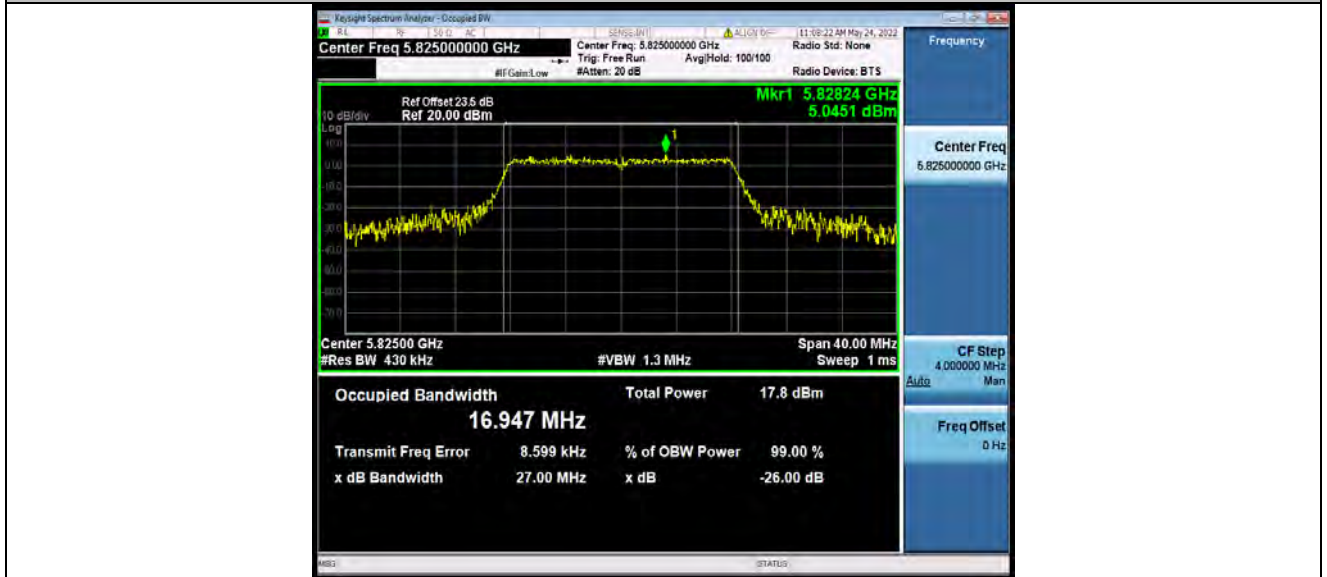 Keysight Spectrum Analyzer - Occupied BW
RL RF 50 Ω AC SENSE:INT ALIGN OFF 11:08:22 AM May 24, 2022
Center Freq 5.825000000 GHz
Center Freq: 5.825000000 GHz
Radio Std: None
Trig: Free Run Avg|Hold: 100/100
#IFGain:Low #Atten: 20 dB Radio Device: BTS
Frequency
Mkr1 5.82824 GHz
5.0451 dBm
Ref Offset 23.5 dB
10 dB/div Ref 20.00 dBm
Log
1
Center Freq
5.825000000 GHz
Center 5.82500 GHz Span 40.00 MHz
#Res BW 430 kHz #VBW 1.3 MHz Sweep 1 ms
CF Step
4.000000 MHz
Auto Man
Occupied Bandwidth Total Power 17.8 dBm
16.947 MHz
Freq Offset
0 Hz
Transmit Freq Error 8.599 kHz % of OBW Power 99.00 %
x dB Bandwidth 27.00 MHz x dB -26.00 dB
MSG STATUS